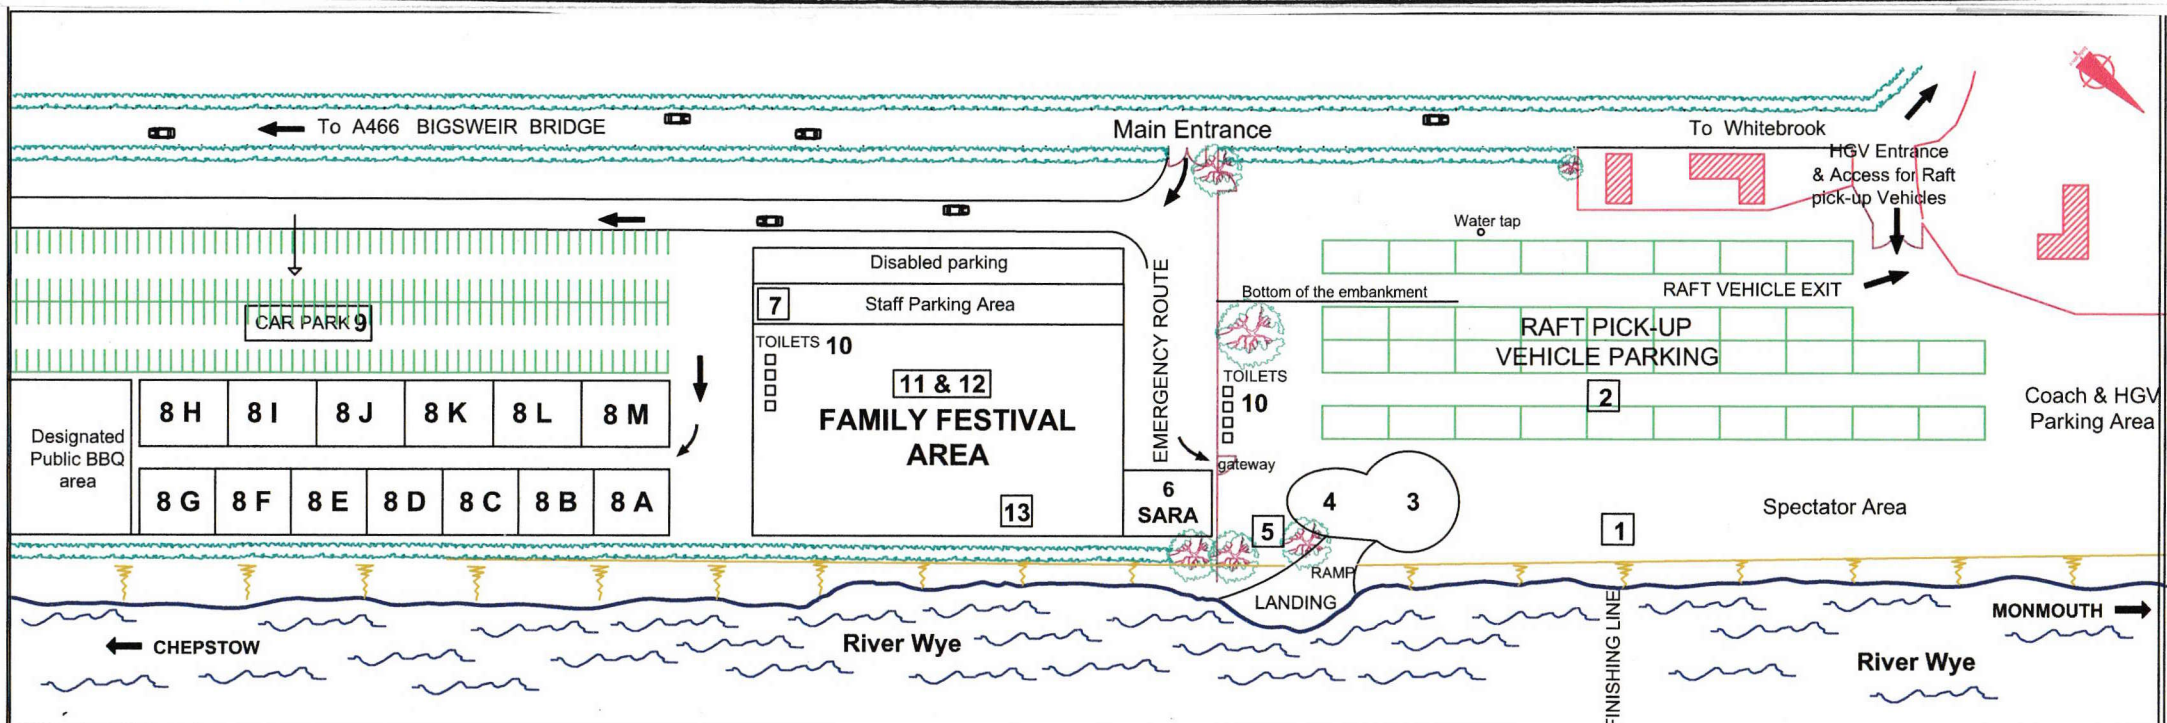 To A466 BIGSWEIR BRIDGE
Main Entrance
To Whitebrook
HGV Entrance
& Access for Raft
pick-up Vehicles
Water tap
Disabled parking
7
Staff Parking Area
EMERGENCY ROUTE
Bottom of the embankment
RAFT VEHICLE EXIT
CAR PARK 9
TOILETS 10
RAFT PICK-UP
VEHICLE PARKING
2
11 & 12
FAMILY FESTIVAL
AREA
TOILETS
10
Coach & HGV
Parking Area
8 H
8 I
8 J
8 K
8 L
8 M
Designated
Public BBQ
area
gateway
8 G
8 F
8 E
8 D
8 C
8 B
8 A
13
6
SARA
5
4
3
1
Spectator Area
RAMP
LANDING
FINISHING LINE
MONMOUTH
CHEPSTOW
River Wye
River Wye